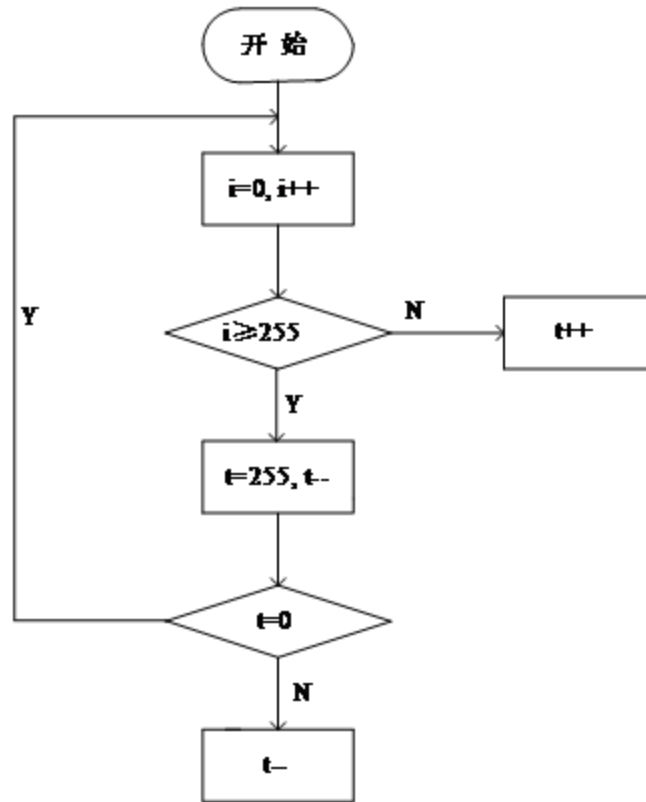 开 始
i=0, i++
Y
i≥255
N
t++
Y
t=255, t--
t=0
N
t--